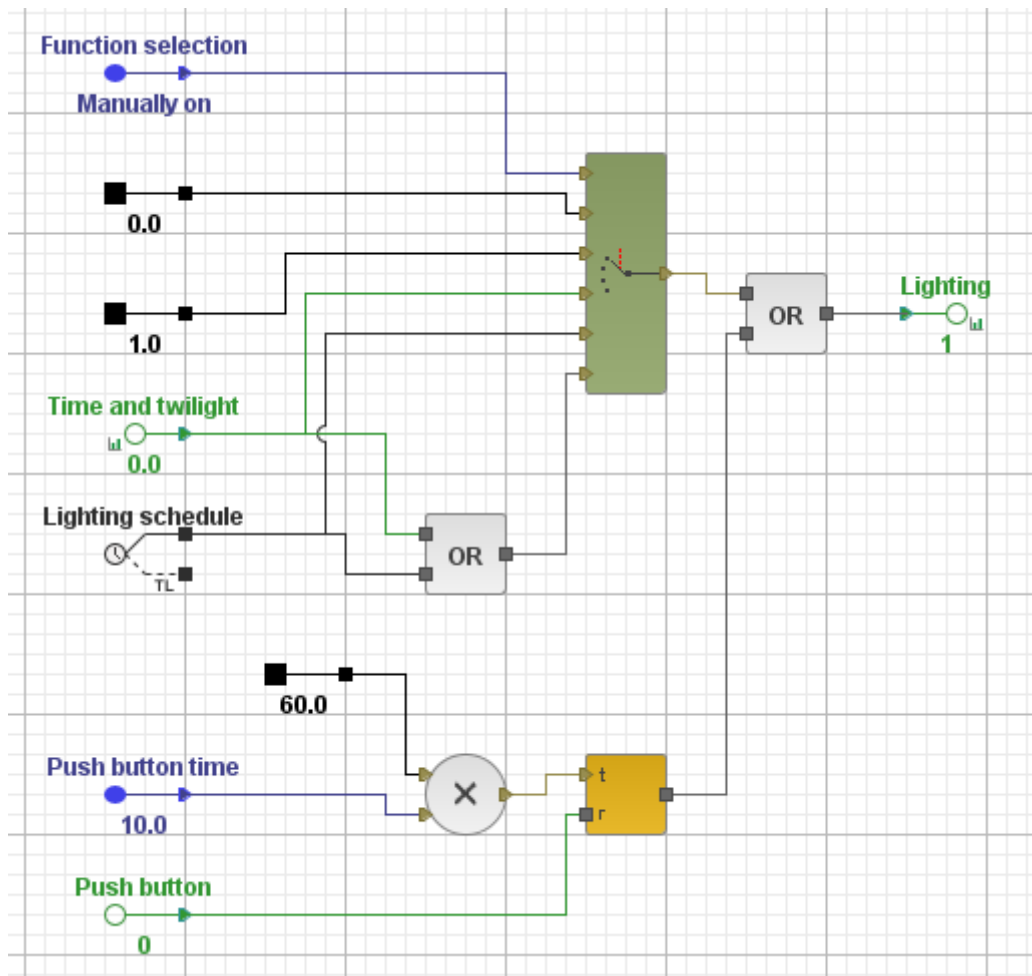 Function selection
Manually on
0.0
1.0
OR
Lighting
1
Time and twilight
0.0
Lighting schedule
TL
OR
60.0
Push button time
10.0
×
t
r
Push button
0